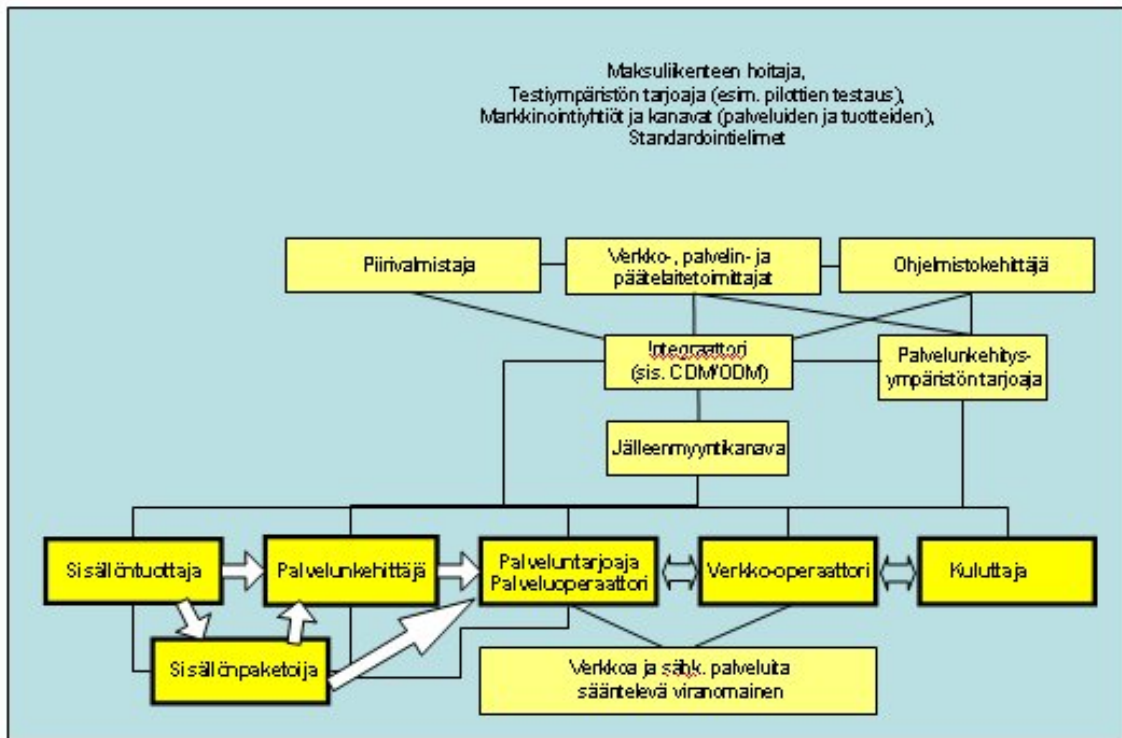 Maksuliikenteen hoitaja,
Testiympäristön tarjoaja (esim. pilottien testaus),
Markkinointiyhtiöt ja kanavat (palveluiden ja tuotteiden),
Standardointielimet
Piirivalmistaja
Verkko-, palvelin- ja
päätelaitetoimittajat
Ohjelmistokehittäjä
Integraattori
(sis. CDM/ODM)
Palvelunkehitys-
ympäristön tarjoaja
Jälleenmyyntikanava
Sisällöntuottaja
Palvelunkehittäjä
Palveluntarjoaja
Palveluoperaattori
Verkko-operaattori
Kuluttaja
Sisällönpaketoija
Verkkoa ja sähk. palveluita
sääntelevä viranomainen